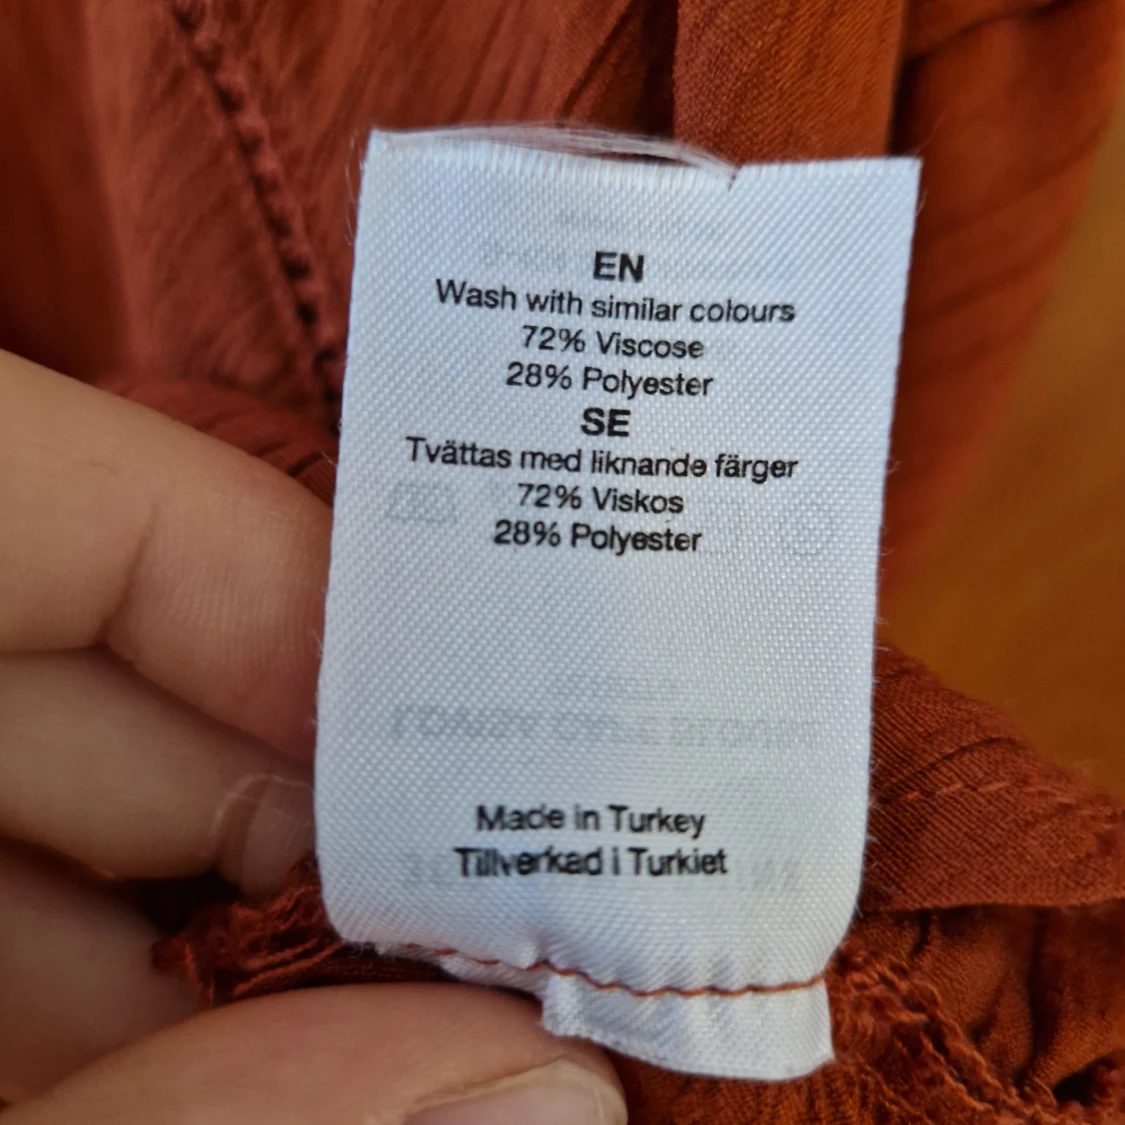 EN
Wash with similar colours
72% Viscose
28% Polyester
SE
Tvättas med liknande färger
72% Viskos
28% Polyester
Made in Turkey
Tillverkad i Turkiet